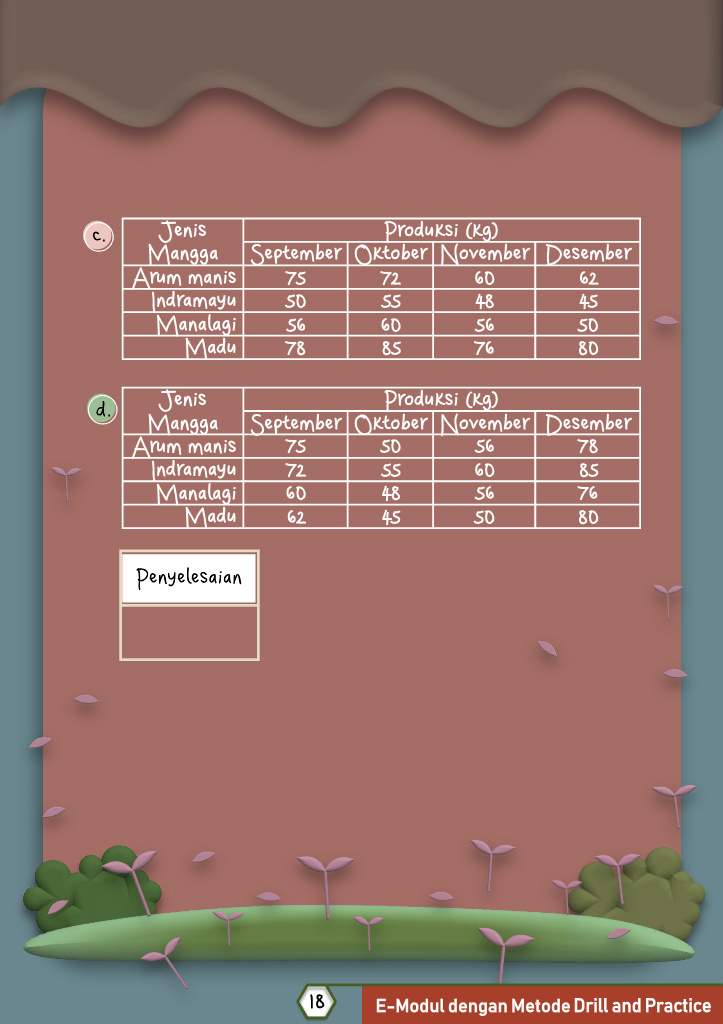 c.
Jenis Mangga Produksi (Kg)
September Oktober November Desember
Arum manis 75 72 60 62
Indramayu 50 55 48 45
Manalagi 56 60 56 50
Madu 78 85 76 80
d.
Jenis Mangga Produksi (Kg)
September Oktober November Desember
Arum manis 75 50 56 78
Indramayu 72 55 60 85
Manalagi 60 48 56 76
Madu 62 45 50 80
Penyelesaian
18
E-Modul dengan Metode Drill and Practice